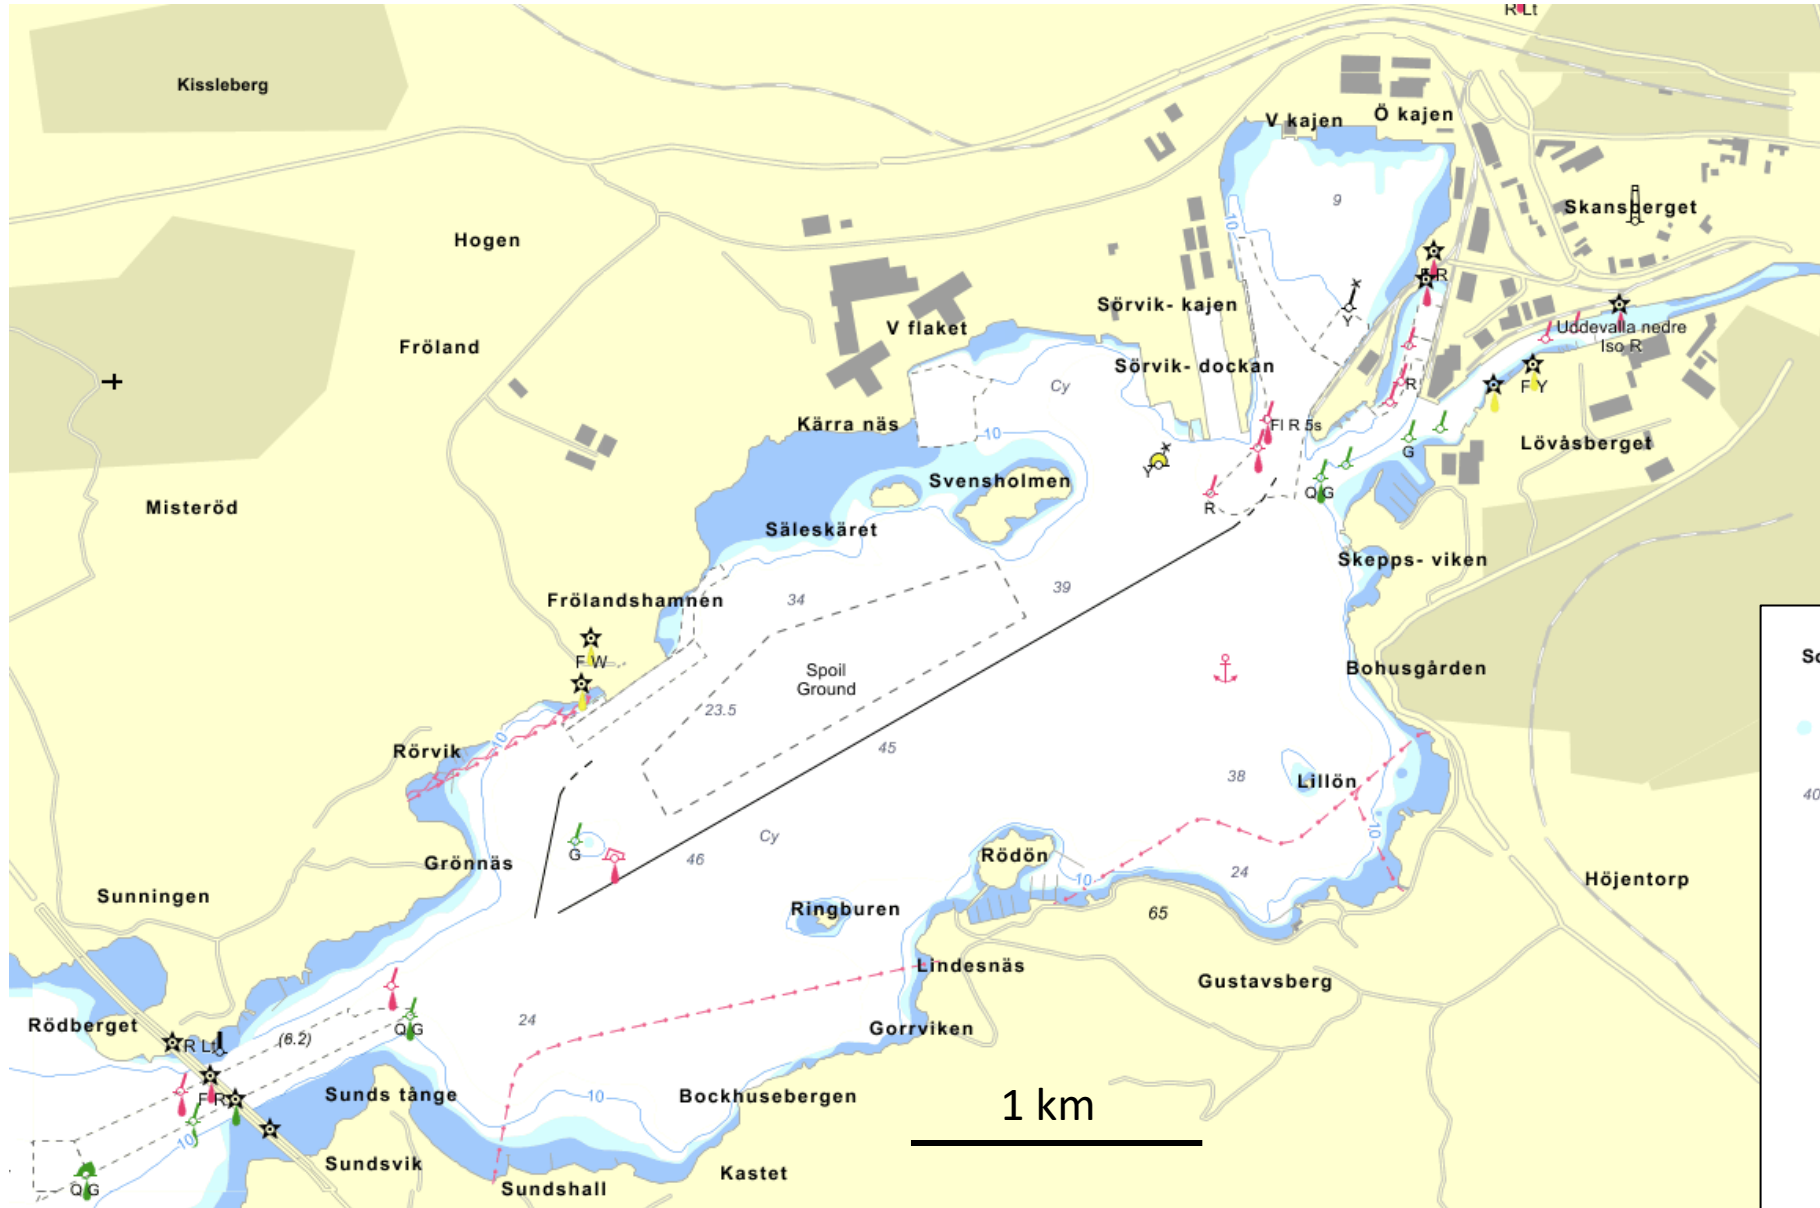 R Lt
Kissleberg
Ö kajen
V kajen
9
Skansberget
Hogen
10
F R
Sörvik- kajen
Y
V flaket
Uddevalla nedre
Iso R
Fröland
Sörvik- dockan
Cy
R
F Y
Kärra näs
Fl R 5s
10
G
Lövåsberget
Svensholmen
Y
Q G
Misteröd
R
Säleskäret
Skepps- viken
39
34
Frölandshamnen
F W
Spoil
Ground
Bohusgården
23.5
10
Rörvik
45
38
Lillön
40
Cy
10
G
46
Grönnäs
Rödön
24
10
Höjentorp
Sunningen
Ringburen
65
Lindesnäs
Gustavsberg
24
Rödberget
Q G
Gorrviken
(6.2)
R Lt
Sunds tånge
10
Bockhusebergen
F R
1 km
10
Sundsvik
Kastet
Q G
Sundshall